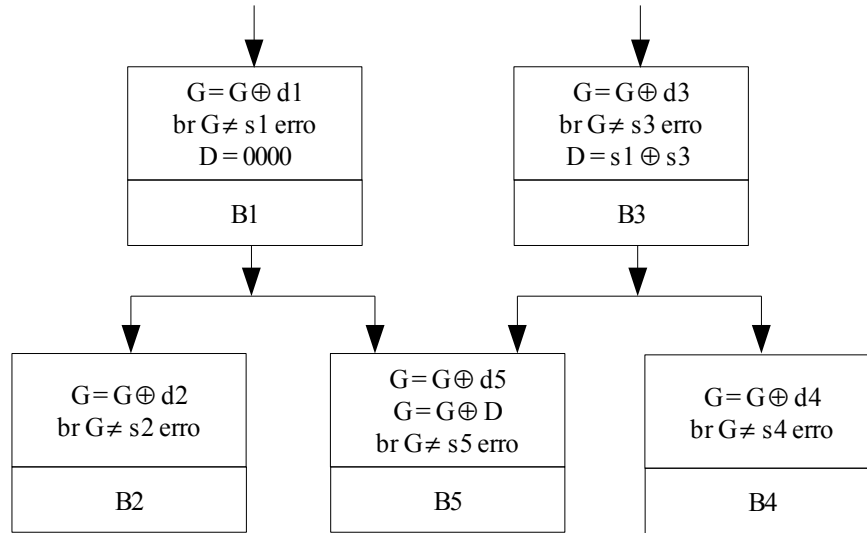 G=G⊕ d1
br G≠ s1 erro
D=0000
B1
G=G⊕ d3
br G≠ s3 erro
D=s1 ⊕ s3
B3
G=G⊕ d2
br G≠ s2 erro
B2
G=G⊕ d5
G=G⊕ D
br G≠ s5 erro
B5
G=G⊕ d4
br G≠ s4 erro
B4